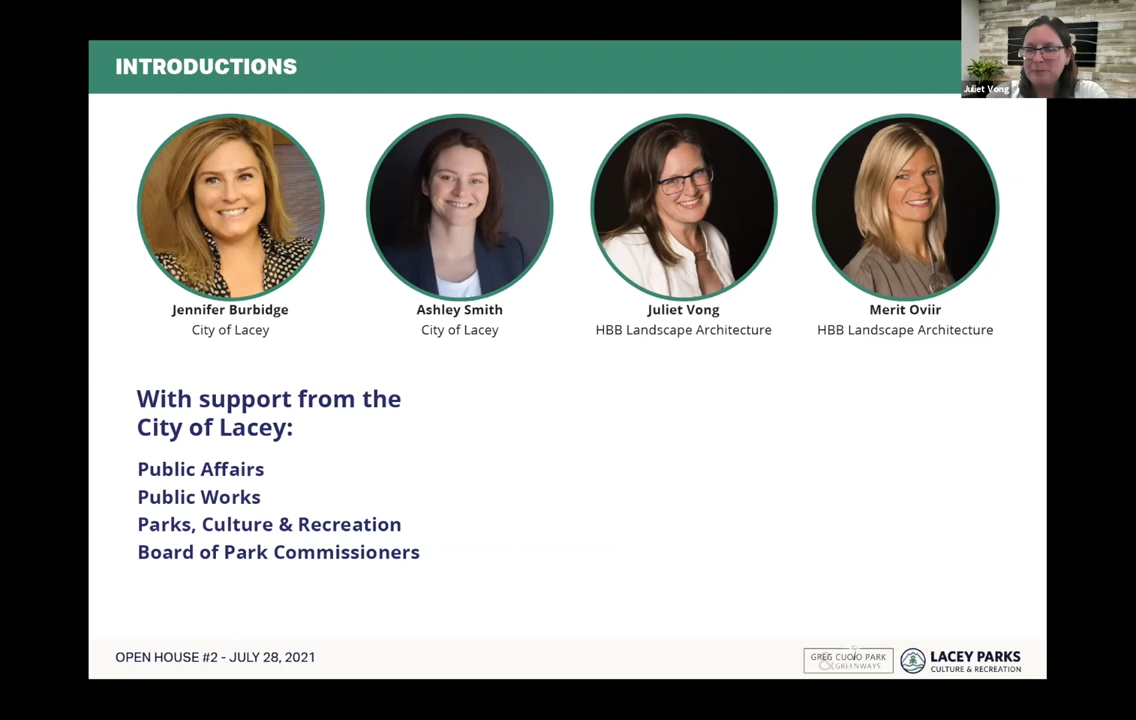 INTRODUCTIONS
Juliet Vong
Jennifer Burbidge
City of Lacey
Ashley Smith
City of Lacey
Juliet Vong
HBB Landscape Architecture
Merit Oviir
HBB Landscape Architecture
With support from the
City of Lacey:
Public Affairs
Public Works
Parks, Culture & Recreation
Board of Park Commissioners
OPEN HOUSE #2 - JULY 28, 2021
GREG CUOIO PARK
& GREENWAYS
LACEY PARKS
CULTURE & RECREATION